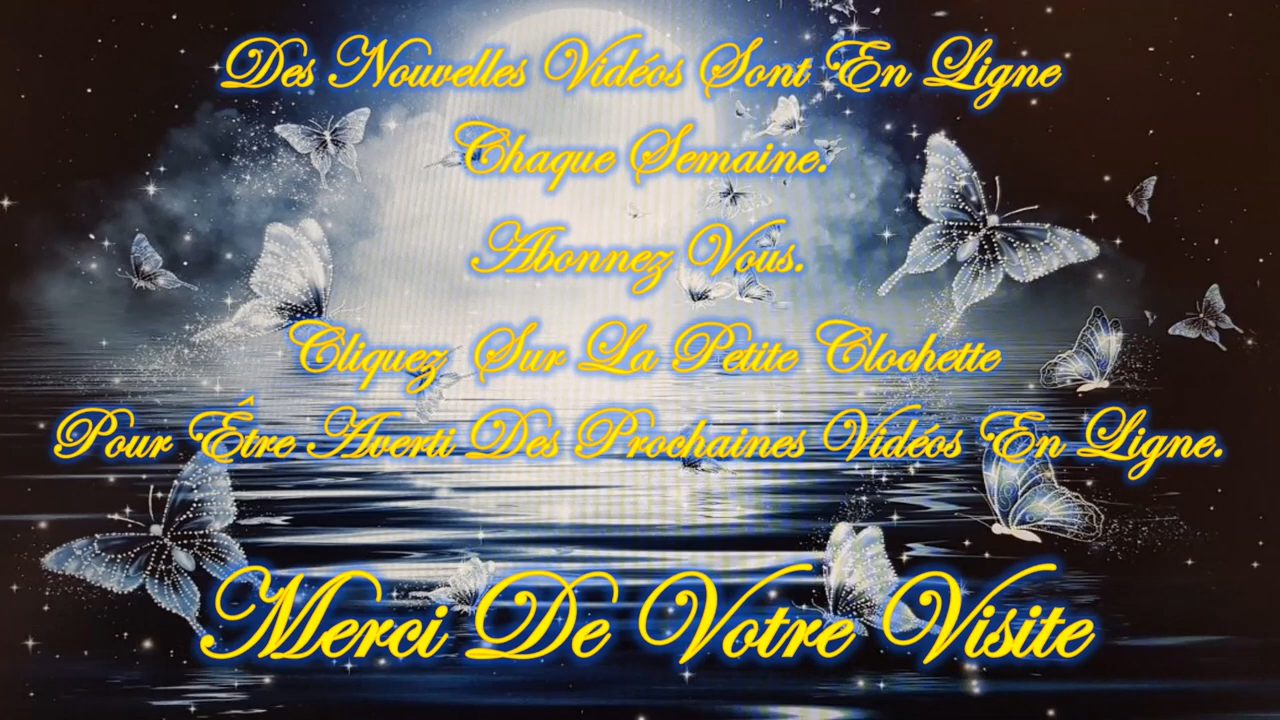 Des Nouvelles Vidéos Sont En Ligne
Chaque Semaine.
Abonnez Vous.
Cliquez Sur La Petite Clochette
Pour Être Averti Des Prochaines Vidéos En Ligne.
Merci De Votre Visite